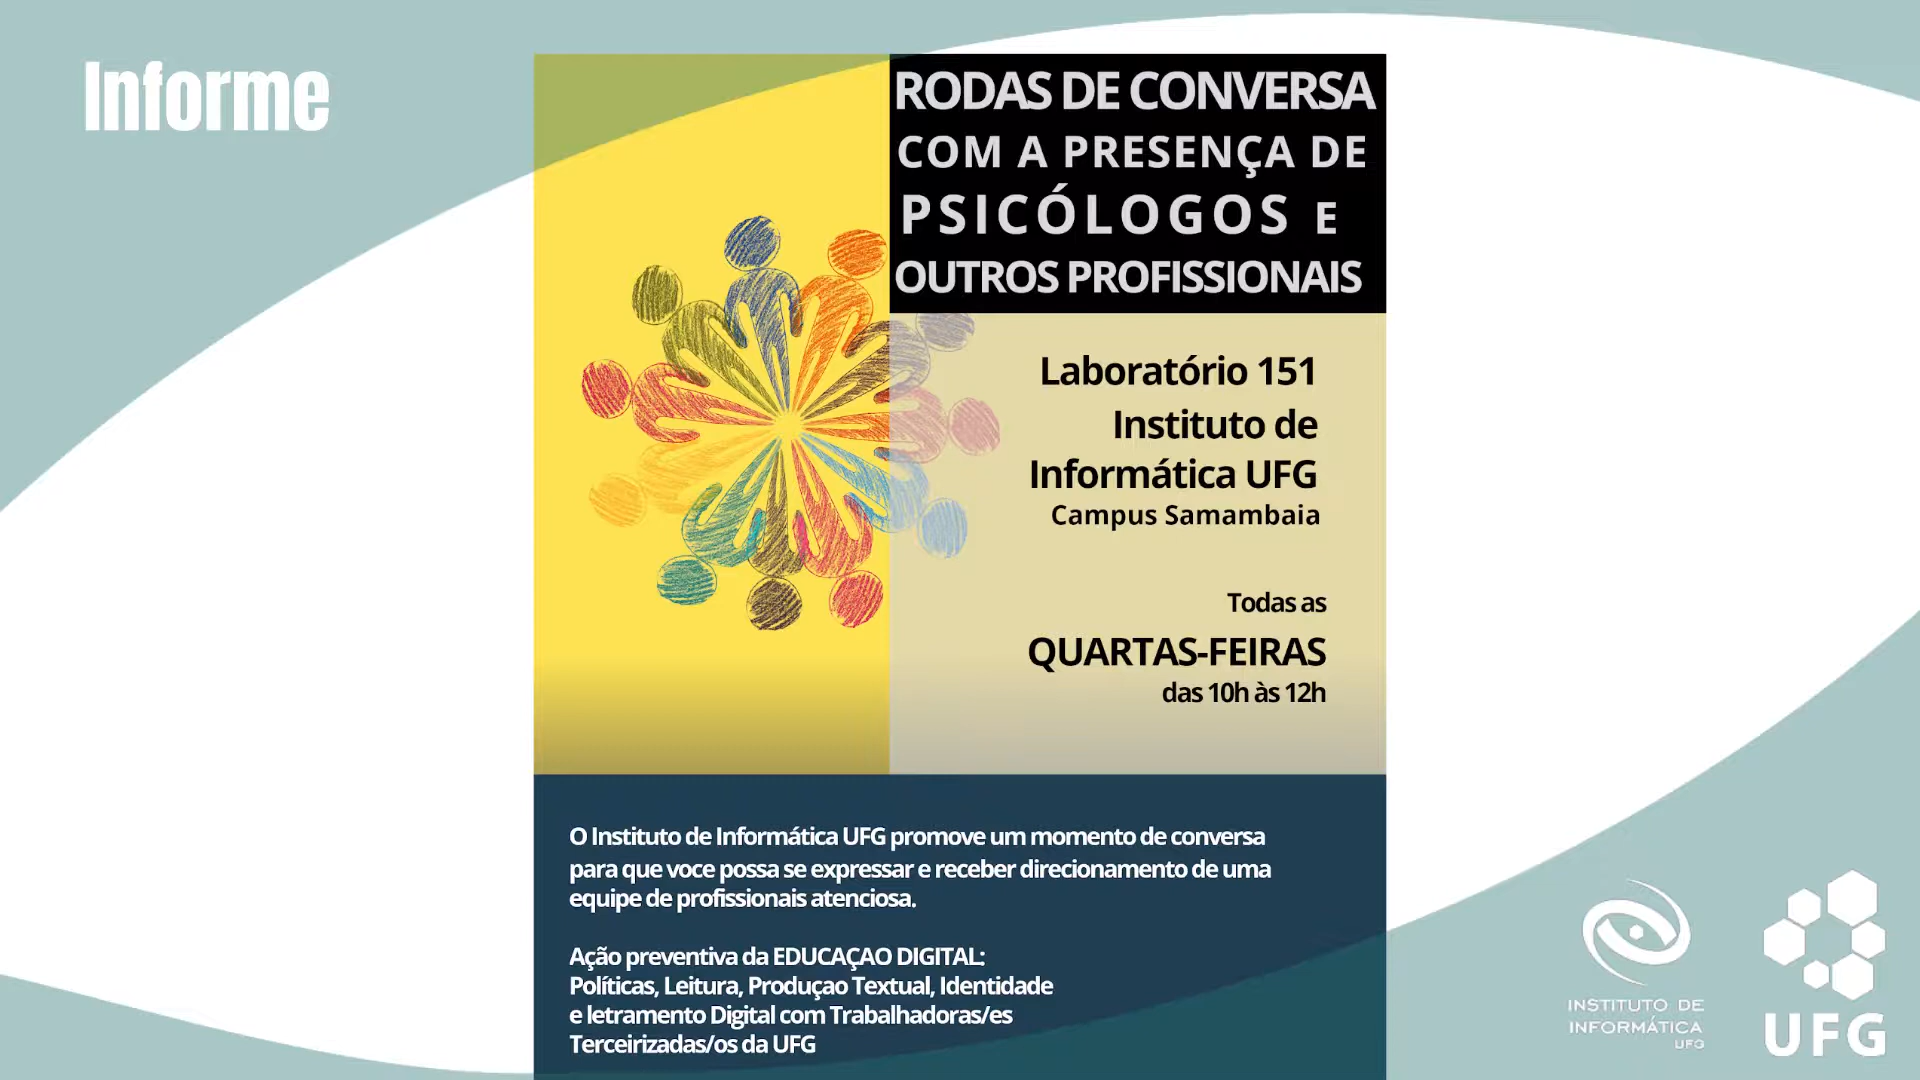 Informe
RODAS DE CONVERSA
COM A PRESENÇA DE
PSICÓLOGOS E
OUTROS PROFISSIONAIS
Laboratório 151
Instituto de
Informática UFG
Campus Samambaia
Todas as
QUARTAS-FEIRAS
das 10h às 12h
O Instituto de Informática UFG promove um momento de conversa
para que voce possa se expressar e receber direcionamento de uma
equipe de profissionais atenciosa.
Ação preventiva da EDUCAÇAO DIGITAL:
Políticas, Leitura, Produçao Textual, Identidade
e letramento Digital com Trabalhadoras/es
Terceirizadas/os da UFG
INSTITUTO DE
INFORMÁTICA
UFG
UFG